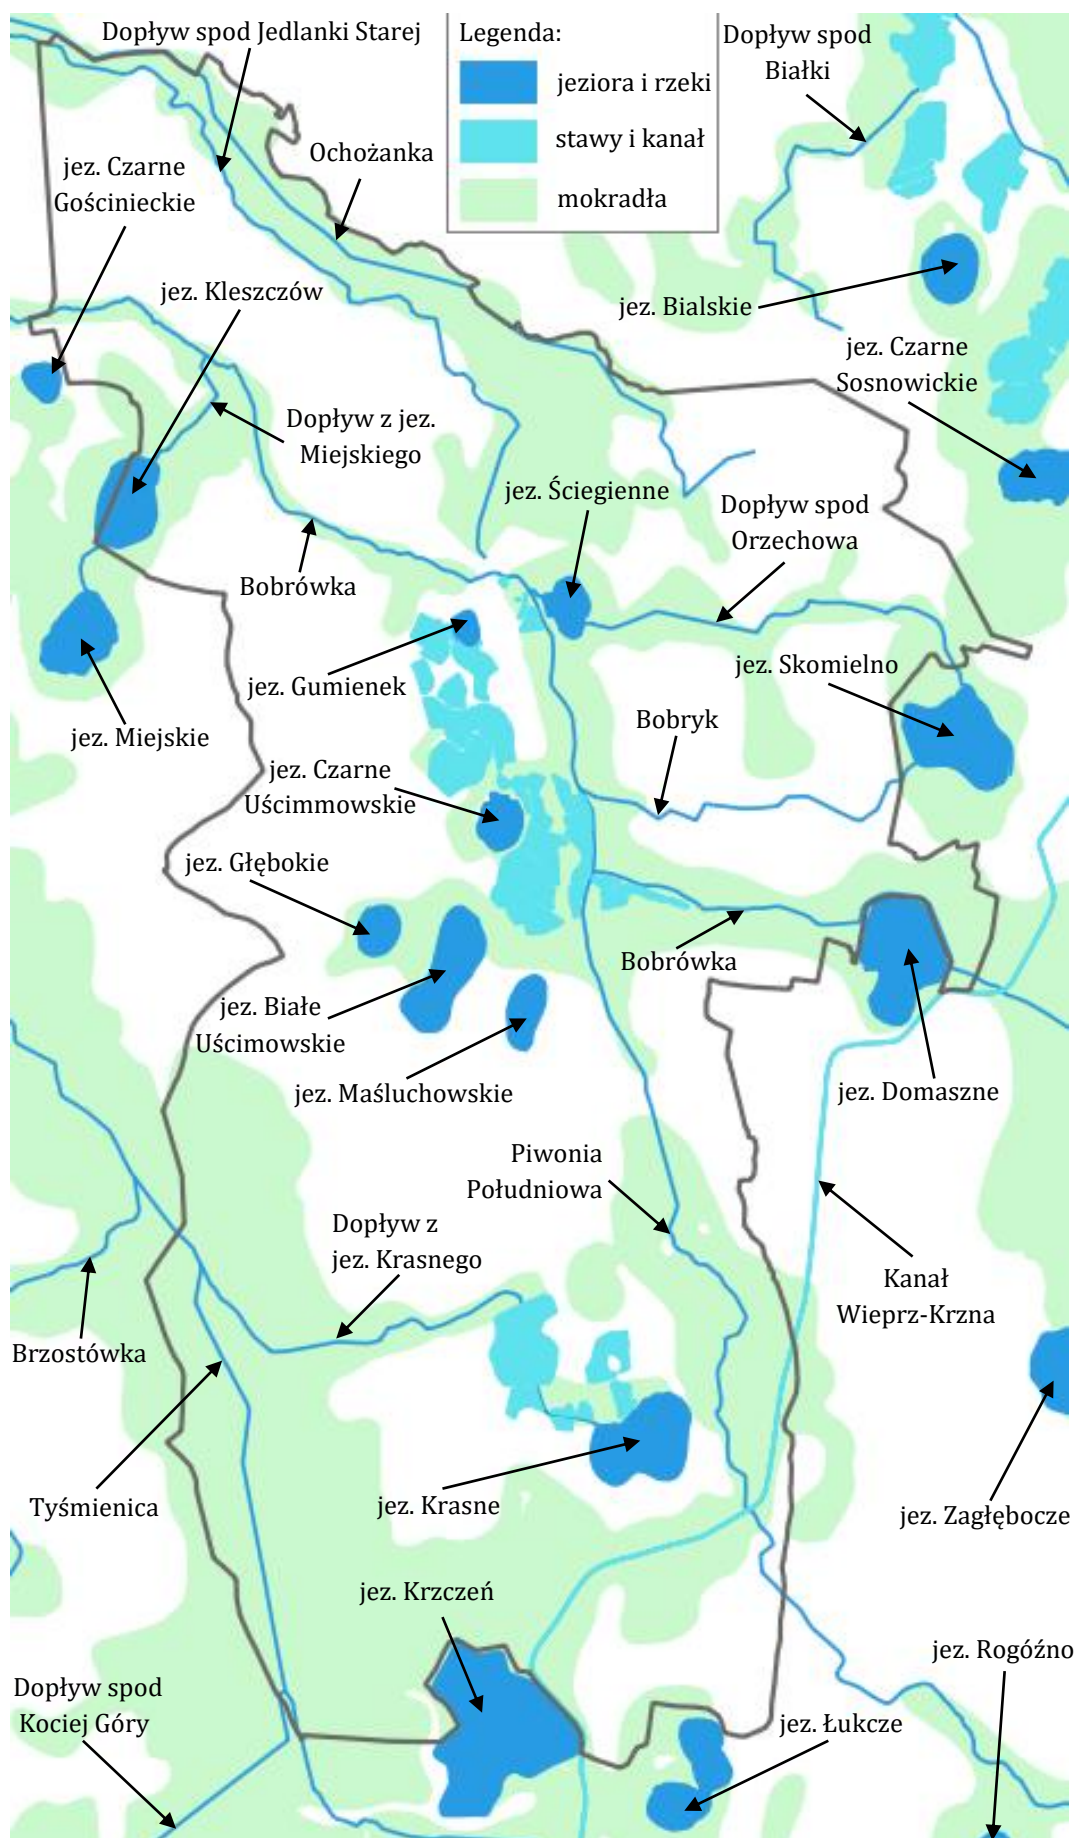 Dopływ spod Jedlanki Starej
Legenda:
jeziora i rzeki
stawy i kanał
mokradła
Dopływ spod
Białki
Ochożanka
jez. Czarne
Gościnieckie
jez. Kleszczów
jez. Bialskie
jez. Czarne
Sosnowickie
Dopływ z jez.
Miejskiego
jez. Ściegienne
Dopływ spod
Orzechowa
Bobrówka
jez. Skomielno
jez. Gumienek
jez. Miejskie
Bobryk
jez. Czarne
Uścimmowskie
jez. Głębokie
Bobrówka
jez. Białe
Uścimowskie
jez. Maśluchowskie
jez. Domaszne
Piwonia
Południowa
Dopływ z
jez. Krasnego
Kanał
Wieprz-Krzna
Brzostówka
Tyśmienica
jez. Krasne
jez. Zagłębocze
jez. Krzczeń
jez. Rogóźno
Dopływ spod
Kociej Góry
jez. Łukcze